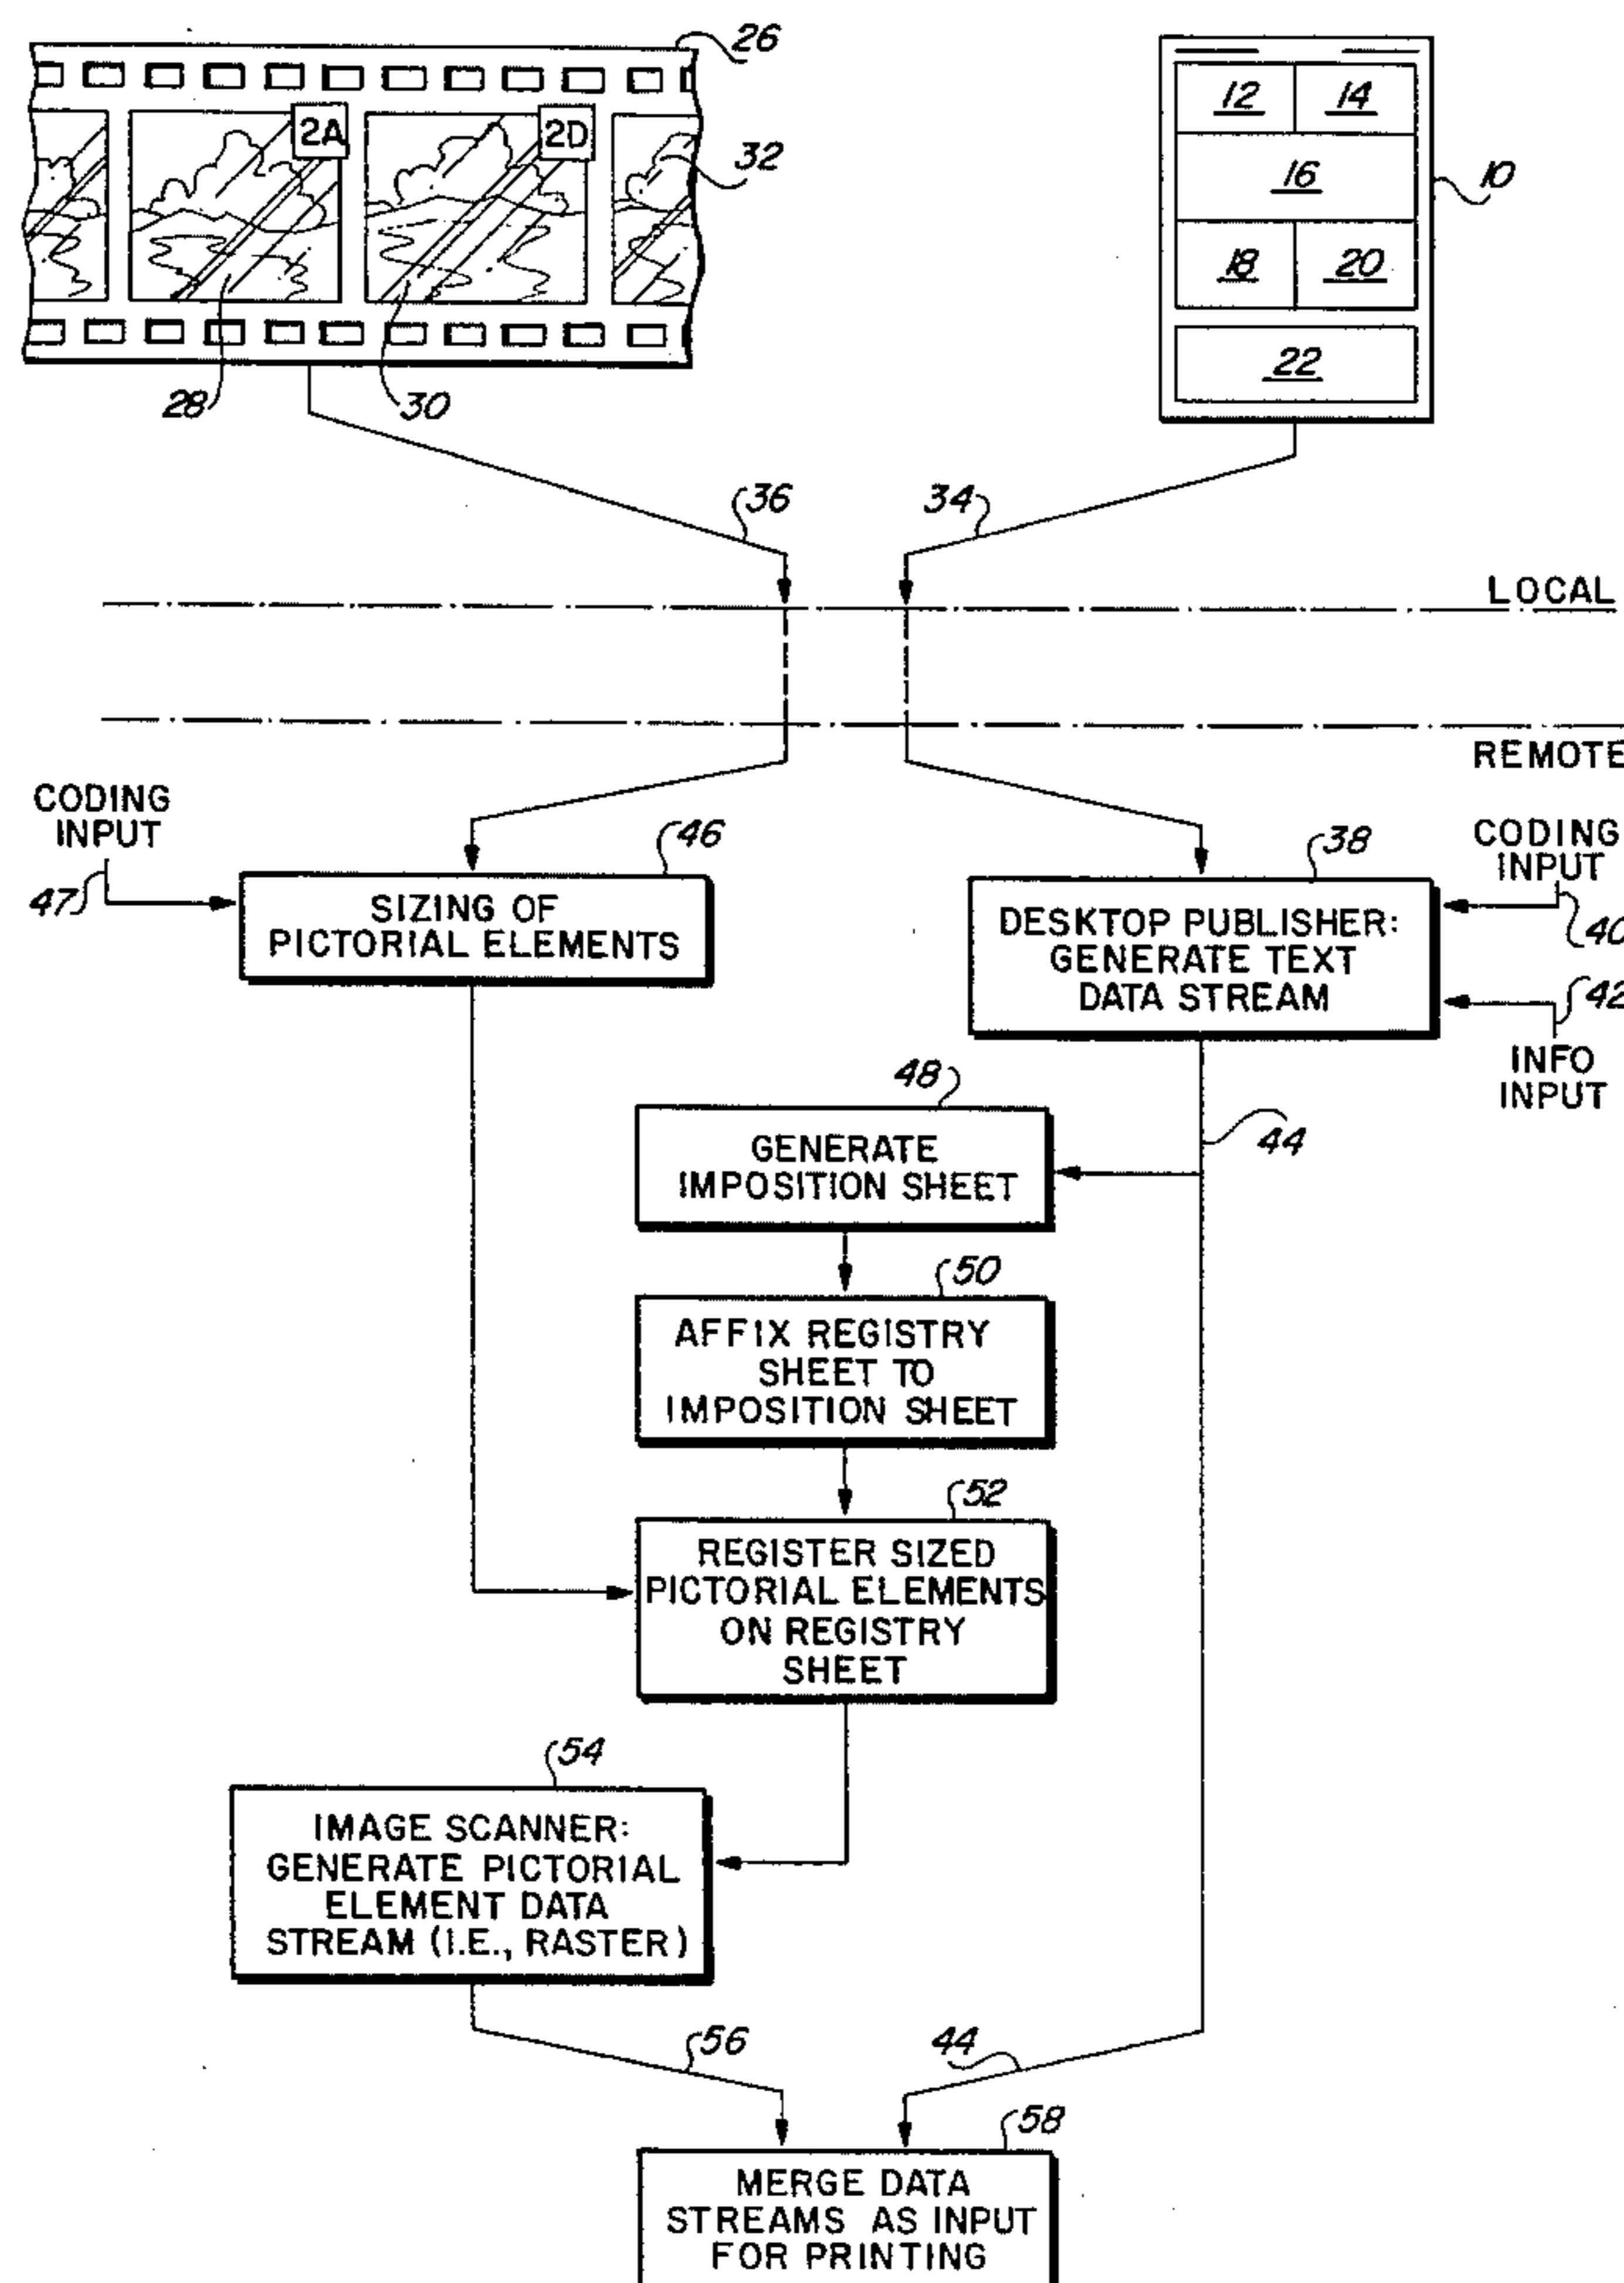 26
2A
2D
32
12
14
16
10
18
20
22
28
30
36
34
LOCAL
REMOTE
CODING
INPUT
47
46
SIZING OF
PICTORIAL ELEMENTS
38
DESKTOP PUBLISHER:
GENERATE TEXT
DATA STREAM
CODING
INPUT
40
42
INFO
INPUT
48
44
GENERATE
IMPOSITION SHEET
50
AFFIX REGISTRY
SHEET TO
IMPOSITION SHEET
52
REGISTER SIZED
PICTORIAL ELEMENTS
ON REGISTRY
SHEET
54
IMAGE SCANNER:
GENERATE PICTORIAL
ELEMENT DATA
STREAM (I.E., RASTER)
56
44
58
MERGE DATA
STREAMS AS INPUT
FOR PRINTING